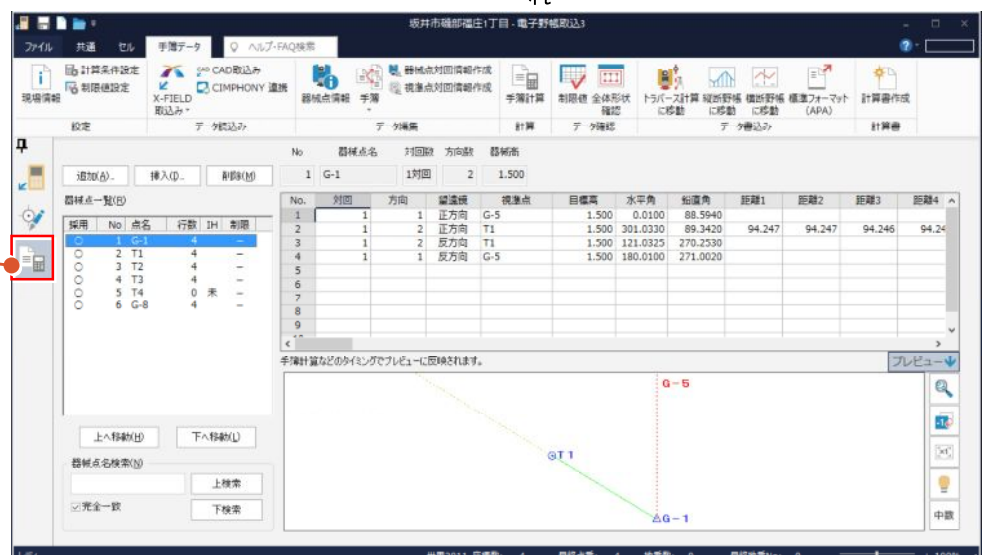 坂井市磯部福庄1丁目 - 電子野帳取込3
ファイル 共通 セル 手簿データ ヘルプ・FAQ検索
現場情報 計算条件設定 制限値設定 X-FIELD 取込み CAD取込み CIMPHONY 連携 器械点情報 手簿 器械点対回情報作成 視準点対回情報作成 手簿計算 制限値 全体形状 確認 トラバース計算 に移動 縦断野帳 に移動 横断野帳 に移動 標準フォーマット (APA) 計算書作成
設定 データ読込み データ編集 計算 データ確認 データ書込み 計算書
No 器械点名 対回数 方向数 器械高
追加(A).. 挿入(I).. 削除(M) 1 G-1 1対回 2 1.500
器械点一覧(B)
採用 No 点名 行数 IH 制限
○ 1 G-1 4 −
○ 2 T1 4 −
○ 3 T2 4 −
○ 4 T3 4 −
○ 5 T4 0 未 −
○ 6 G-8 4 −
No. 対回 方向 望遠鏡 視準点 目標高 水平角 鉛直角 距離1 距離2 距離3 距離4
1 1 1 正方向 G-5 1.500 0.0100 88.5940
2 1 2 正方向 T1 1.500 301.0330 89.3420 94.247 94.247 94.246 94.24
3 1 2 反方向 T1 1.500 121.0325 270.2530
4 1 1 反方向 G-5 1.500 180.0100 271.0020
5
6
7
8
9
手簿計算などのタイミングでプレビューに反映されます。 プレビュー
G-5
T1
G-1
上へ移動(H) 下へ移動(L)
器械点名検索(N)
上検索
完全一致 下検索
中数